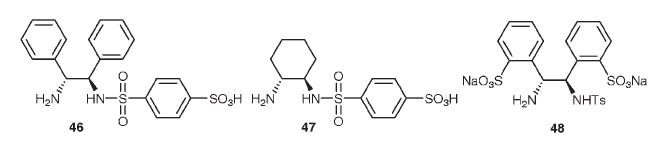 H₂N HN S O O SO₃H
46
H₂N HN S O O SO₃H
47
NaO₃S SO₃Na
H₂N NHTs
48